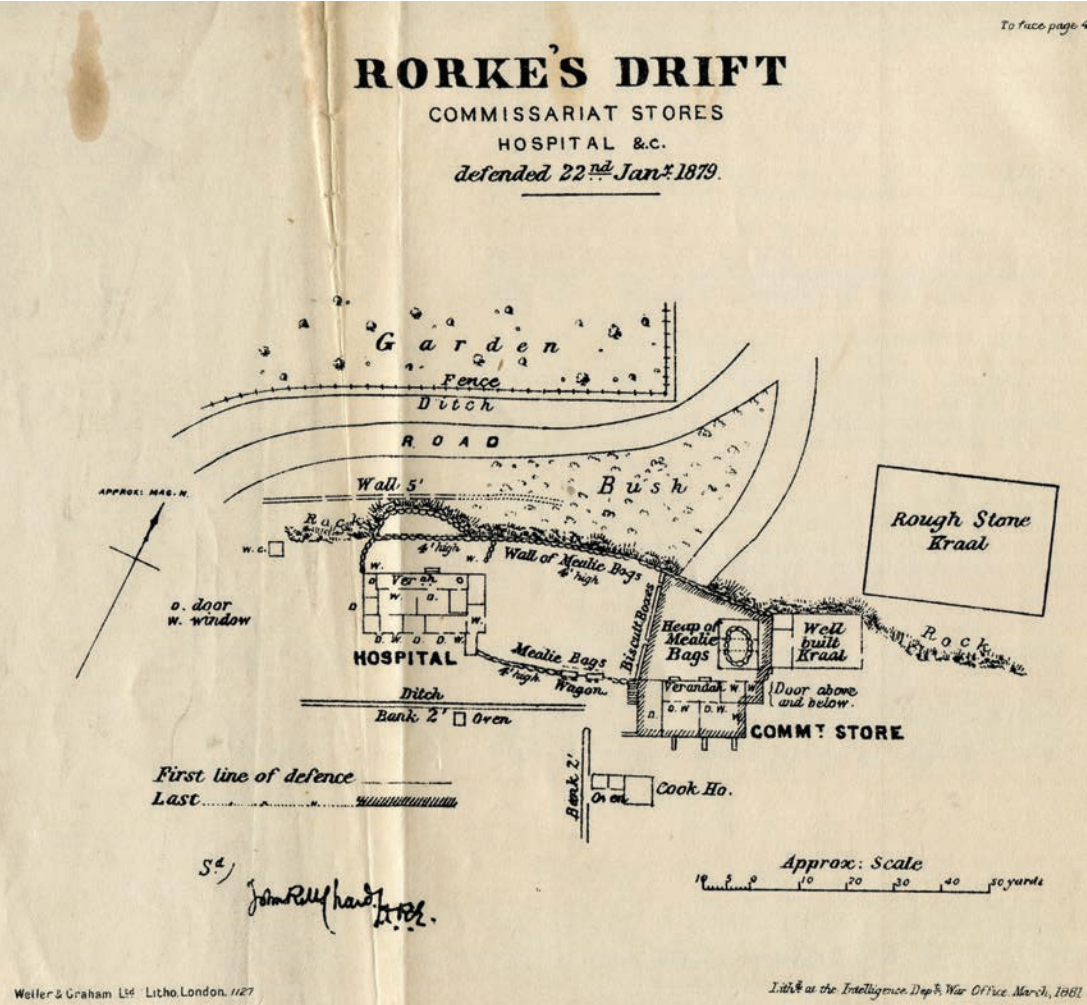 To face page 4
RORKE'S DRIFT
COMMISSARIAT STORES
HOSPITAL &.C.
defended 22nd Jany. 1879.
Garden
Fence
Ditch
ROAD
Wall 5'
Bush
APPROX: MAG. N.
Rock
W.C.
4' high
W.
W.
Wall of Mealie Bags
4' high
Rough Stone
Kraal
D. door
W. window
D
Veran
D
W.
D.
D
W.
D. W. D. D. W.
HOSPITAL
Mealie Bags
4' high
Wagon
Biscuit Boxes
Heap of
Mealie
Bags
Well
built
Kraal
Rock
Verandah
W W
D. W D. W.
D.
W
Door above
and below.
COMMT. STORE
Ditch
Bank 2'
Oven
Bank 2'
Oven
Cook Ho.
First line of defence
Last " " "
Approx: Scale
10 5 0 10 20 30 40 50 yards
Sd)
John R M Chard Lt R.E.
Weller & Graham Ltd. Litho, London. 1127
Lithd. at the Intelligence Dept. War Office. March, 1881